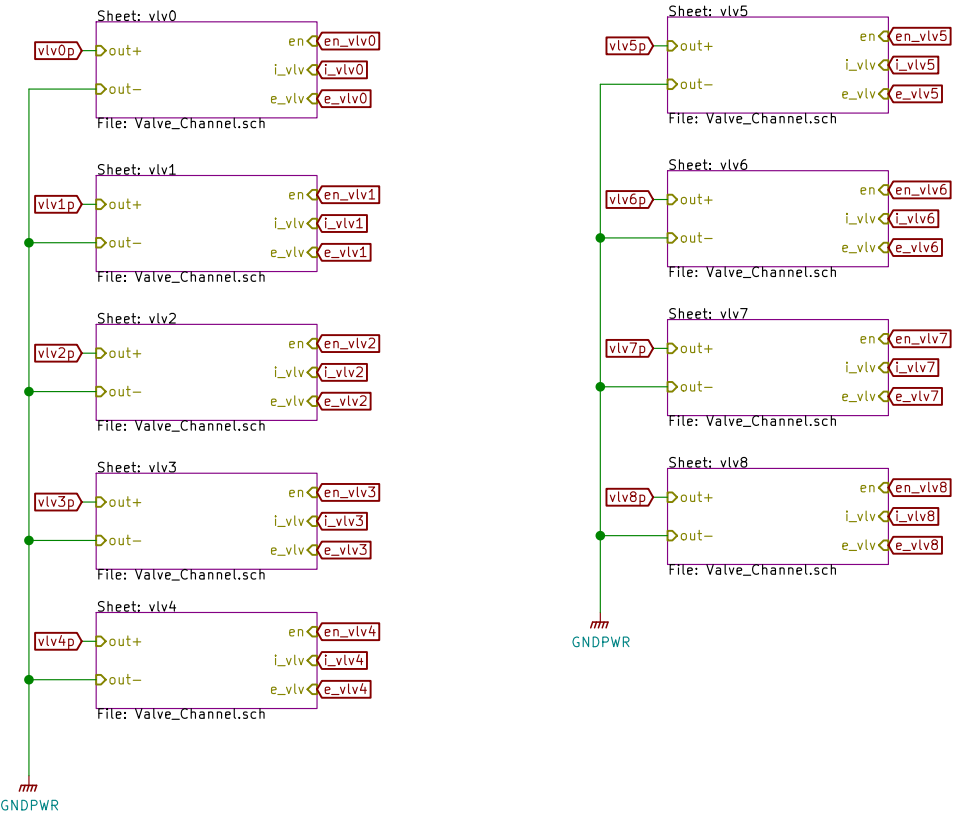 Sheet: vlv0
vlv0p out+ en en_vlv0
i_vlv i_vlv0
out-
e_vlv e_vlv0
File: Valve_Channel.sch
Sheet: vlv1
vlv1p out+ en en_vlv1
i_vlv i_vlv1
out-
e_vlv e_vlv1
File: Valve_Channel.sch
Sheet: vlv2
vlv2p out+ en en_vlv2
i_vlv i_vlv2
out-
e_vlv e_vlv2
File: Valve_Channel.sch
Sheet: vlv3
vlv3p out+ en en_vlv3
i_vlv i_vlv3
out-
e_vlv e_vlv3
File: Valve_Channel.sch
Sheet: vlv4
vlv4p out+ en en_vlv4
i_vlv i_vlv4
out-
e_vlv e_vlv4
File: Valve_Channel.sch
GNDPWR
Sheet: vlv5
vlv5p out+ en en_vlv5
i_vlv i_vlv5
out-
e_vlv e_vlv5
File: Valve_Channel.sch
Sheet: vlv6
vlv6p out+ en en_vlv6
i_vlv i_vlv6
out-
e_vlv e_vlv6
File: Valve_Channel.sch
Sheet: vlv7
vlv7p out+ en en_vlv7
i_vlv i_vlv7
out-
e_vlv e_vlv7
File: Valve_Channel.sch
Sheet: vlv8
vlv8p out+ en en_vlv8
i_vlv i_vlv8
out-
e_vlv e_vlv8
File: Valve_Channel.sch
GNDPWR